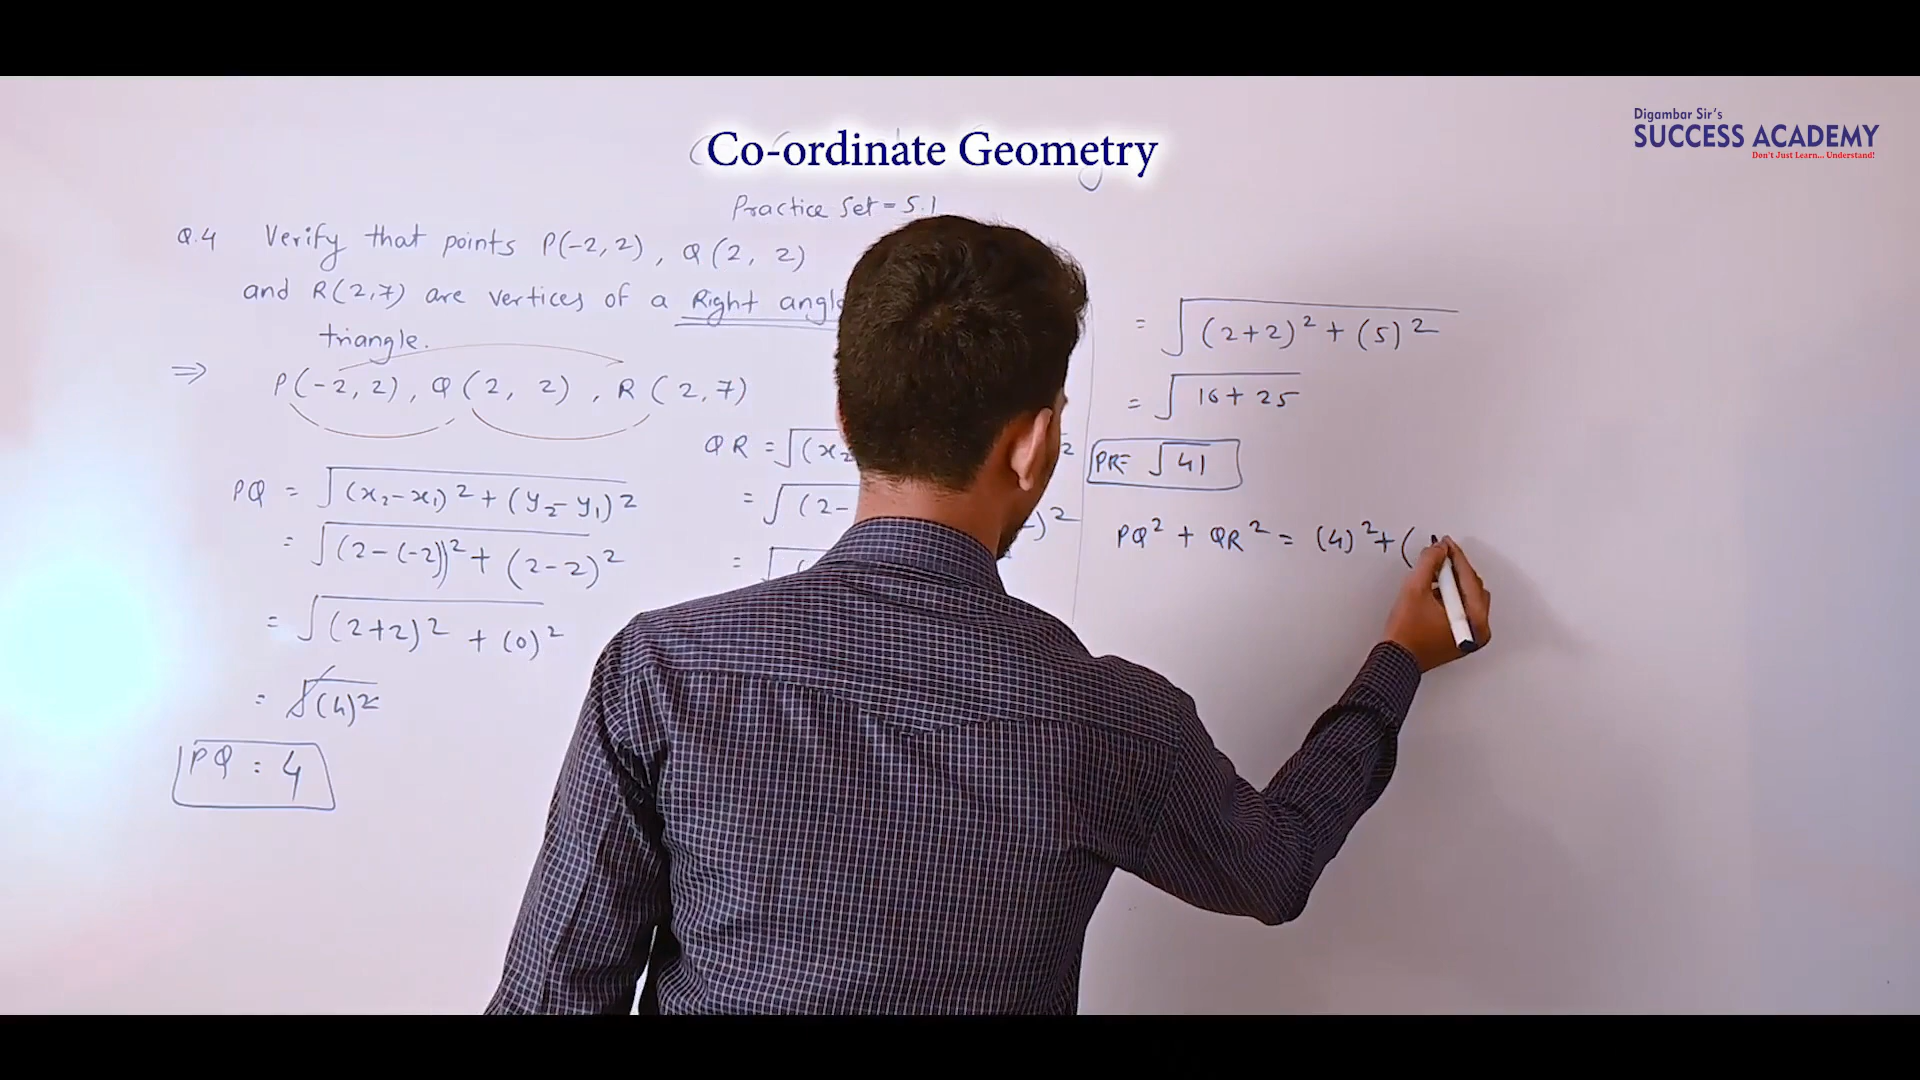 Digambar Sir's
SUCCESS ACADEMY
Don't Just Learn... Understand!
Co-ordinate Geometry
Practice Set = 5.1
Q.4 Verify that points P(-2,2), Q(2, 2)
and R(2,7) are vertices of a Right angle
triangle.
⇒ P(-2,2), Q(2, 2), R(2,7)
PQ = √(x₂-x₁)² + (y₂-y₁)²
= √(2-(-2))² + (2-2)²
= √(2+2)² + (0)²
= √(4)²
PQ = 4
QR = √(x₂
= √(2-
= √(
= √(2+2)² + (5)²
= √16+25
PR = √41
PQ² + QR² = (4)² + (